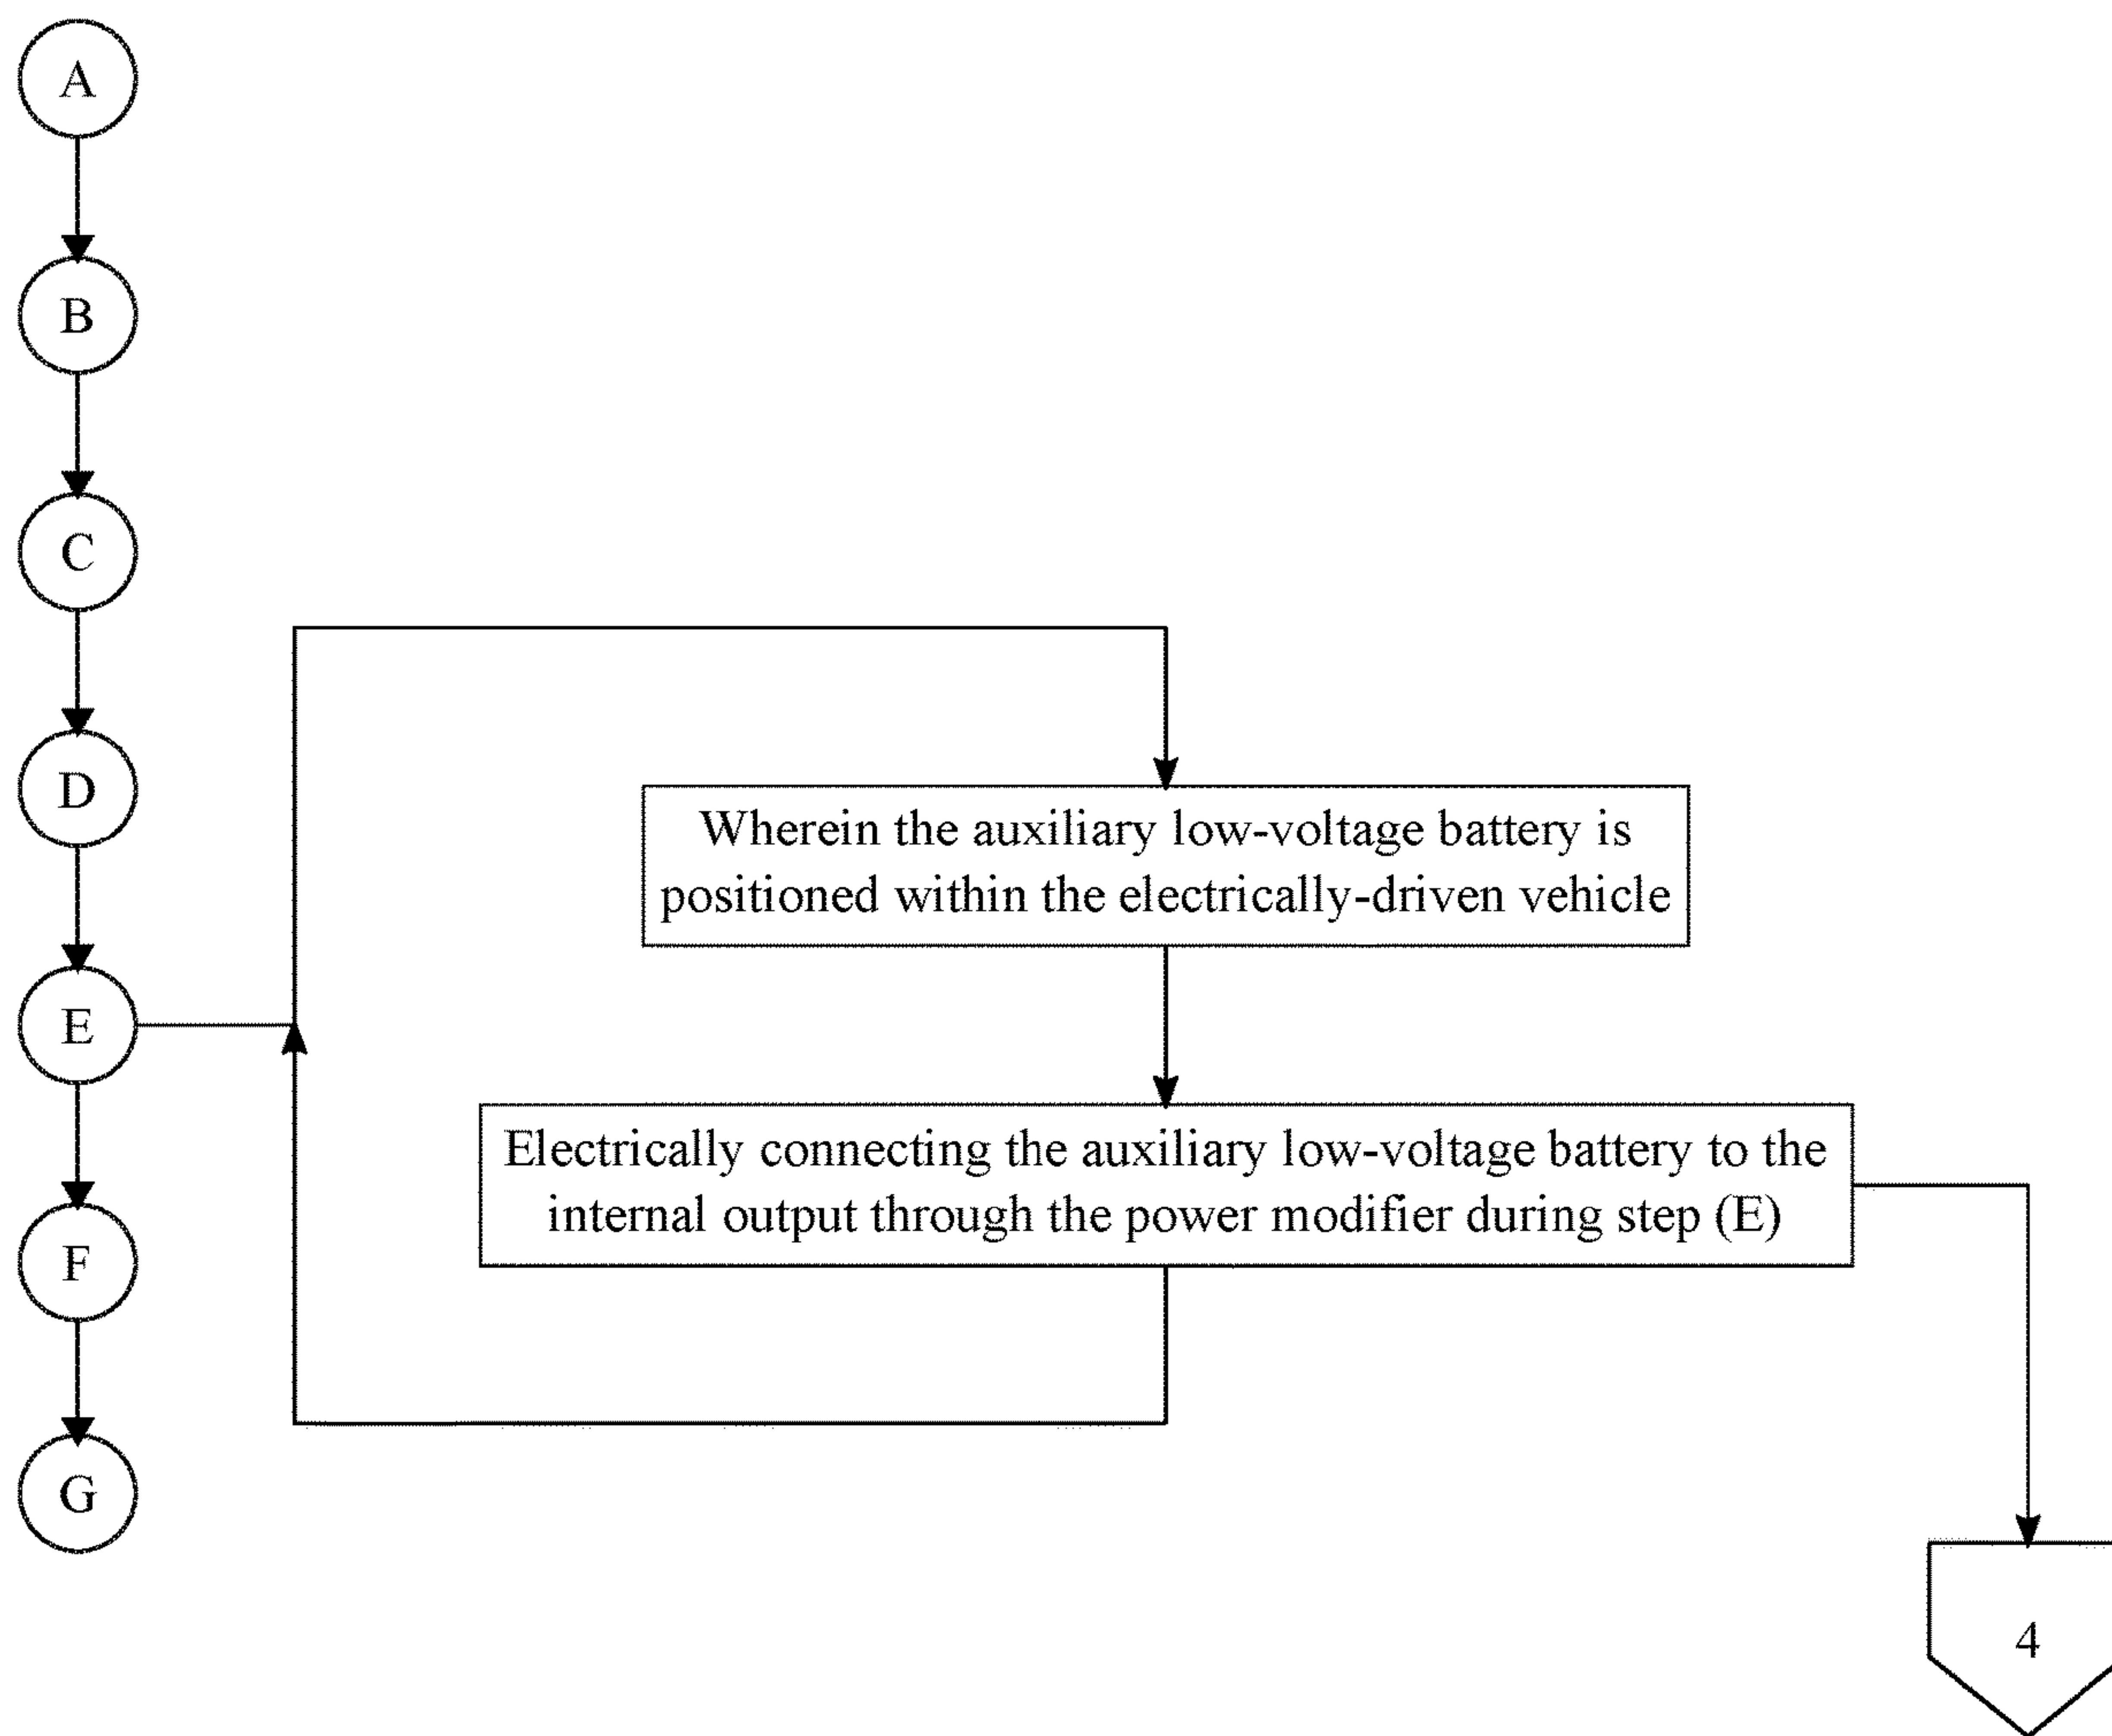 A
B
C
D
Wherein the auxiliary low-voltage battery is
positioned within the electrically-driven vehicle
E
Electrically connecting the auxiliary low-voltage battery to the
internal output through the power modifier during step (E)
F
G
4